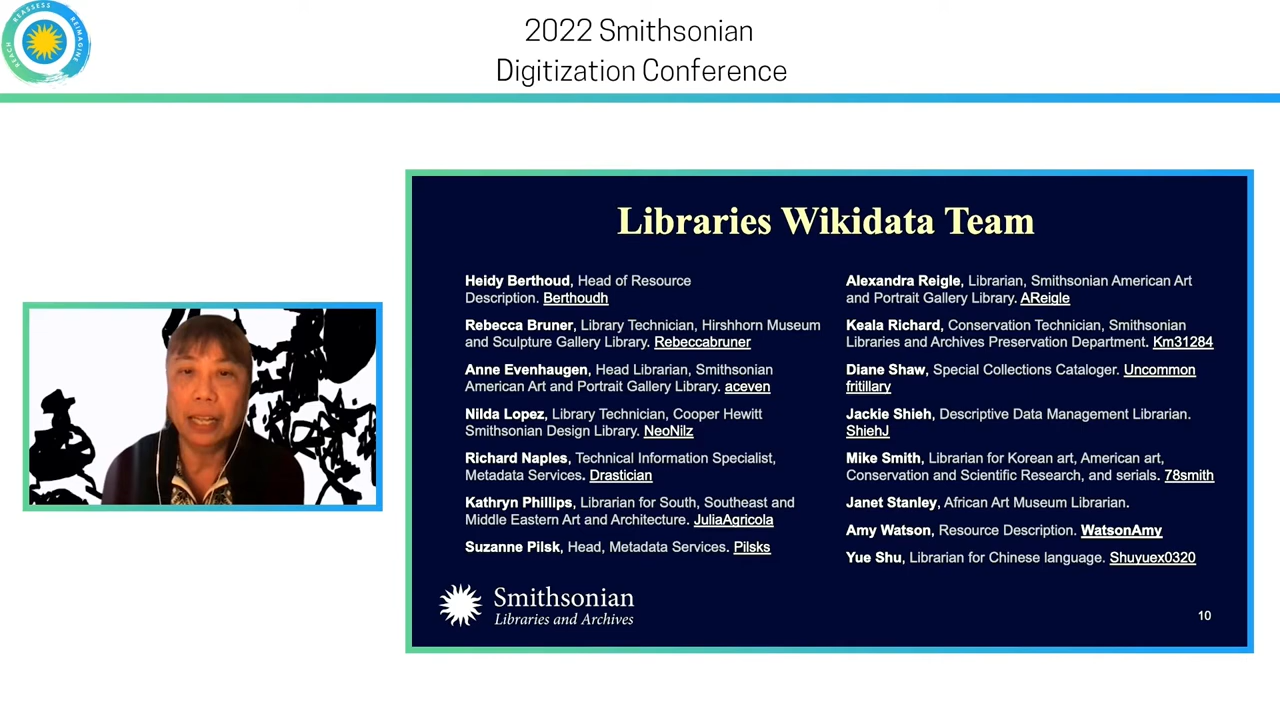 REACH
REASSESS
REIMAGINE
2022 Smithsonian
Digitization Conference
Libraries Wikidata Team
Heidy Berthoud, Head of Resource
Description. Berthoudh
Rebecca Bruner, Library Technician, Hirshhorn Museum
and Sculpture Gallery Library. Rebeccabruner
Anne Evenhaugen, Head Librarian, Smithsonian
American Art and Portrait Gallery Library. aceven
Nilda Lopez, Library Technician, Cooper Hewitt
Smithsonian Design Library. NeoNilz
Richard Naples, Technical Information Specialist,
Metadata Services. Drastician
Kathryn Phillips, Librarian for South, Southeast and
Middle Eastern Art and Architecture. JuliaAgricola
Suzanne Pilsk, Head, Metadata Services. Pilsks
Alexandra Reigle, Librarian, Smithsonian American Art
and Portrait Gallery Library. AReigle
Keala Richard, Conservation Technician, Smithsonian
Libraries and Archives Preservation Department. Km31284
Diane Shaw, Special Collections Cataloger. Uncommon
fritillary
Jackie Shieh, Descriptive Data Management Librarian.
ShiehJ
Mike Smith, Librarian for Korean art, American art,
Conservation and Scientific Research, and serials. 78smith
Janet Stanley, African Art Museum Librarian.
Amy Watson, Resource Description. WatsonAmy
Yue Shu, Librarian for Chinese language. Shuyuex0320
Smithsonian
Libraries and Archives
10